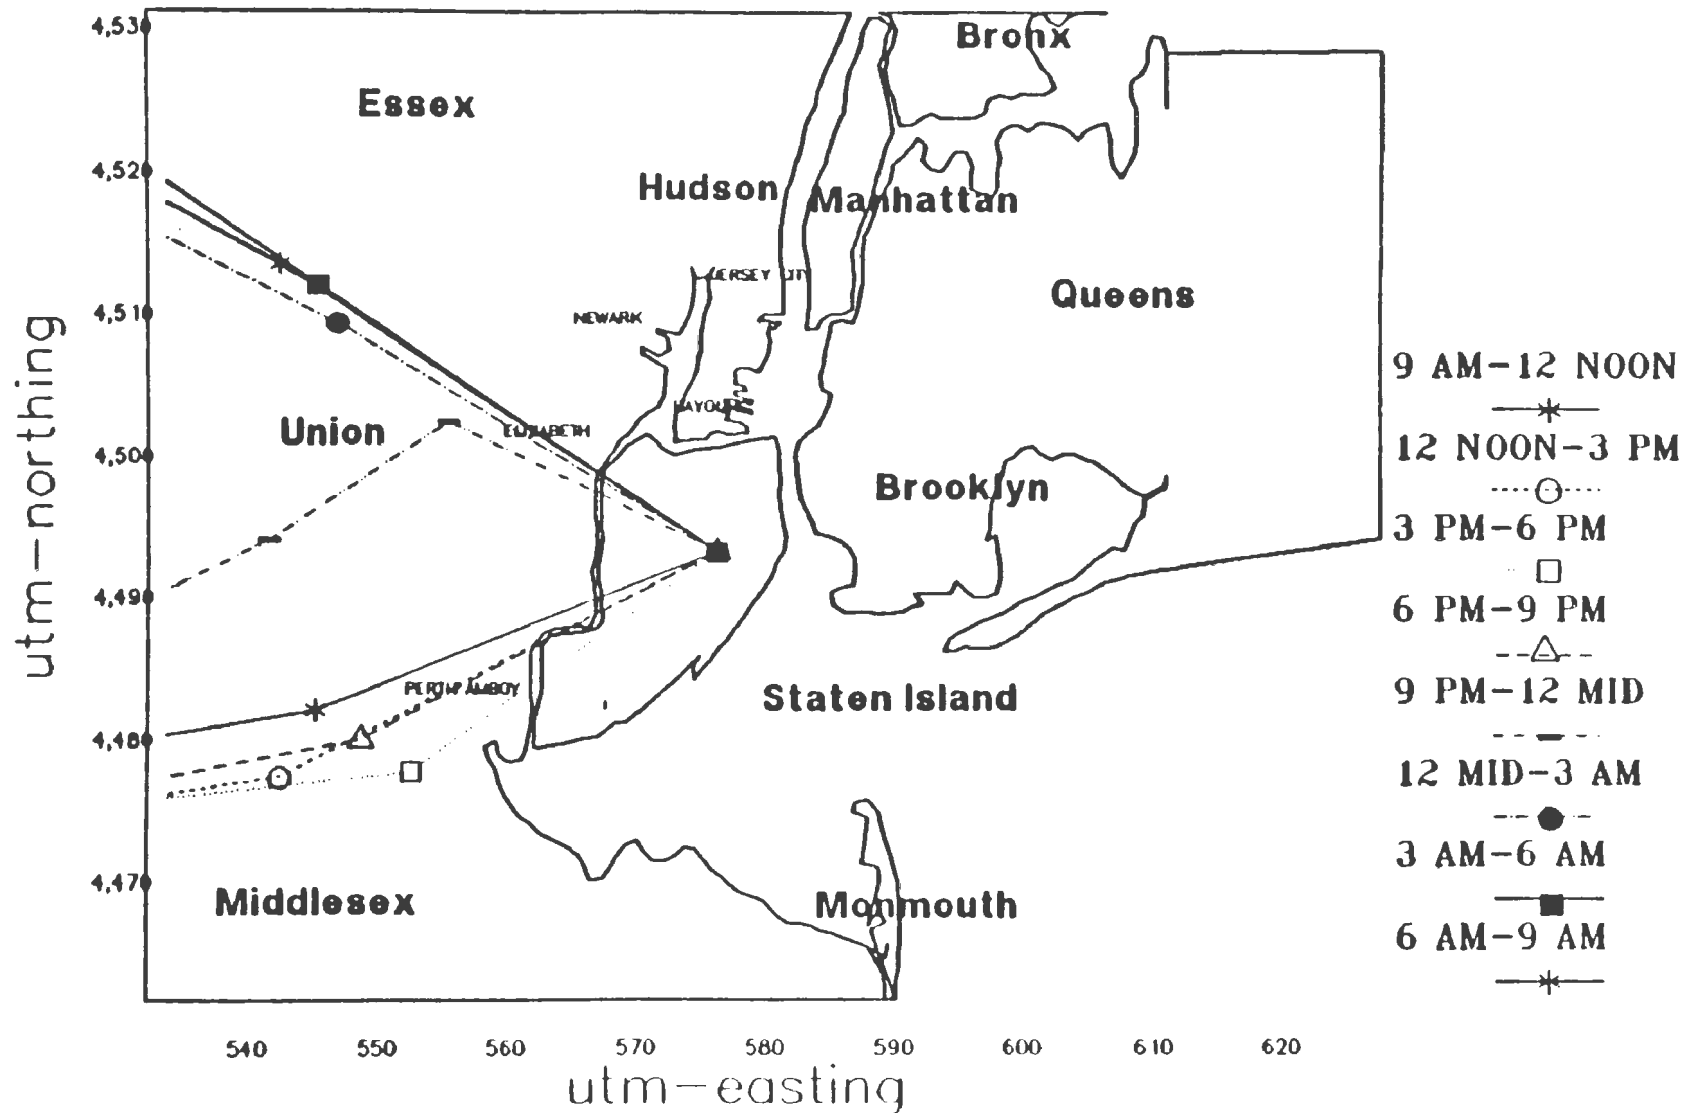 4,530
Bronx
Essex
4,520
Hudson
Manhattan
JERSEY CITY
Queens
4,510
NEWARK
9 AM-12 NOON
12 NOON-3 PM
3 PM-6 PM
6 PM-9 PM
9 PM-12 MID
12 MID-3 AM
3 AM-6 AM
6 AM-9 AM
Union
ELIZABETH
4,500
Brooklyn
4,490
PERTH AMBOY
Staten Island
4,480
4,470
Middlesex
Monmouth
540 550 560 570 580 590 600 610 620
utm-easting
utm-northing